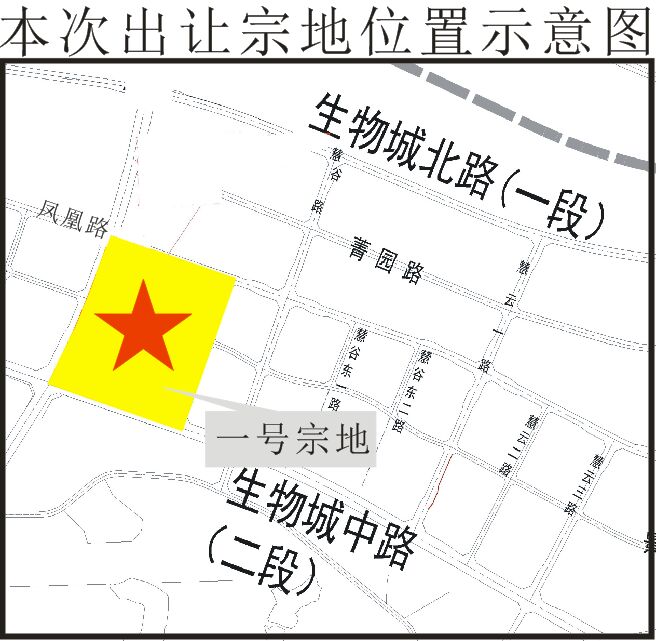 本次出让宗地位置示意图
生物城北路(一段)
慧谷路
凤凰路
菁园路
慧云一路
慧谷东一路
慧谷东二路
一号宗地
慧云二路
慧云三路
生物城中路
(二段)